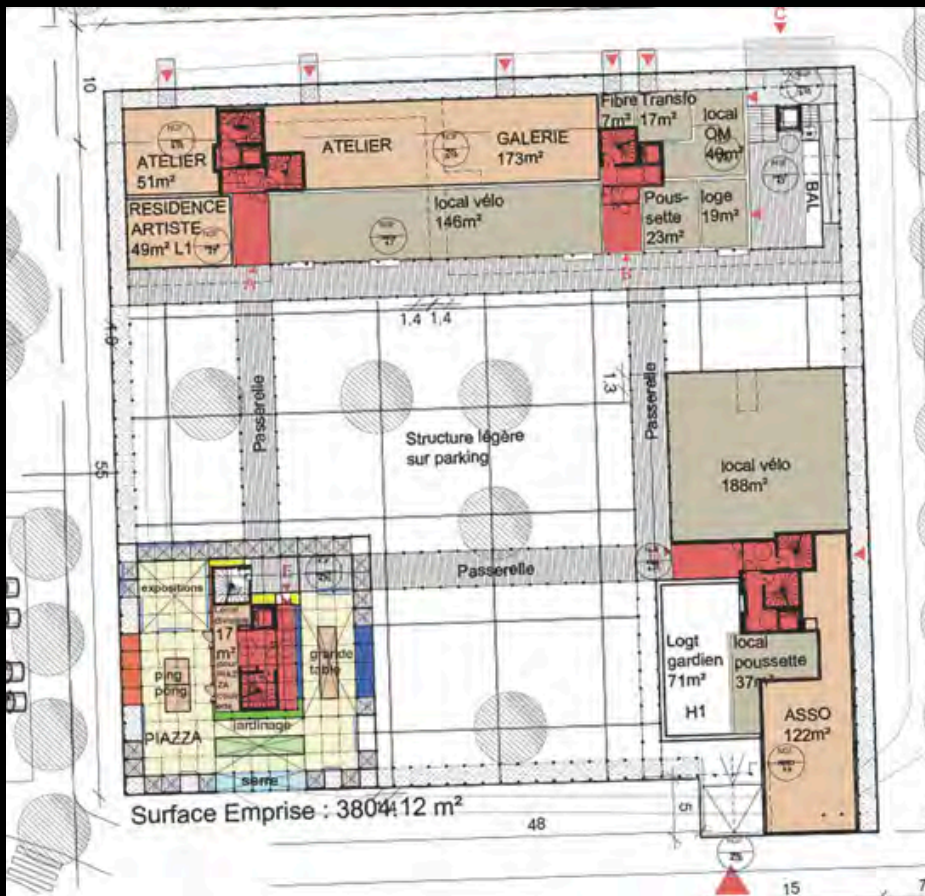 C
10
Fibre Transfo
7m² 17m²
local
OM
49m²
ATELIER
GALERIE
173m²
ATELIER
51m²
RESIDENCE
ARTISTE
49m² L1
local vélo
146m²
Pous-
sette
23m²
loge
19m²
BAL
1.4 1.4
1.3
Passerelle
Passerelle
Structure légère
sur parking
55
local vélo
188m²
Passerelle
expositions
17
m²
grande
table
ping
pong
jardinage
PIAZZA
serre
Logt
gardien
71m²
H1
local
poussette
37m²
ASSO
122m²
Surface Emprise : 3804.12 m²
48
5
15
7